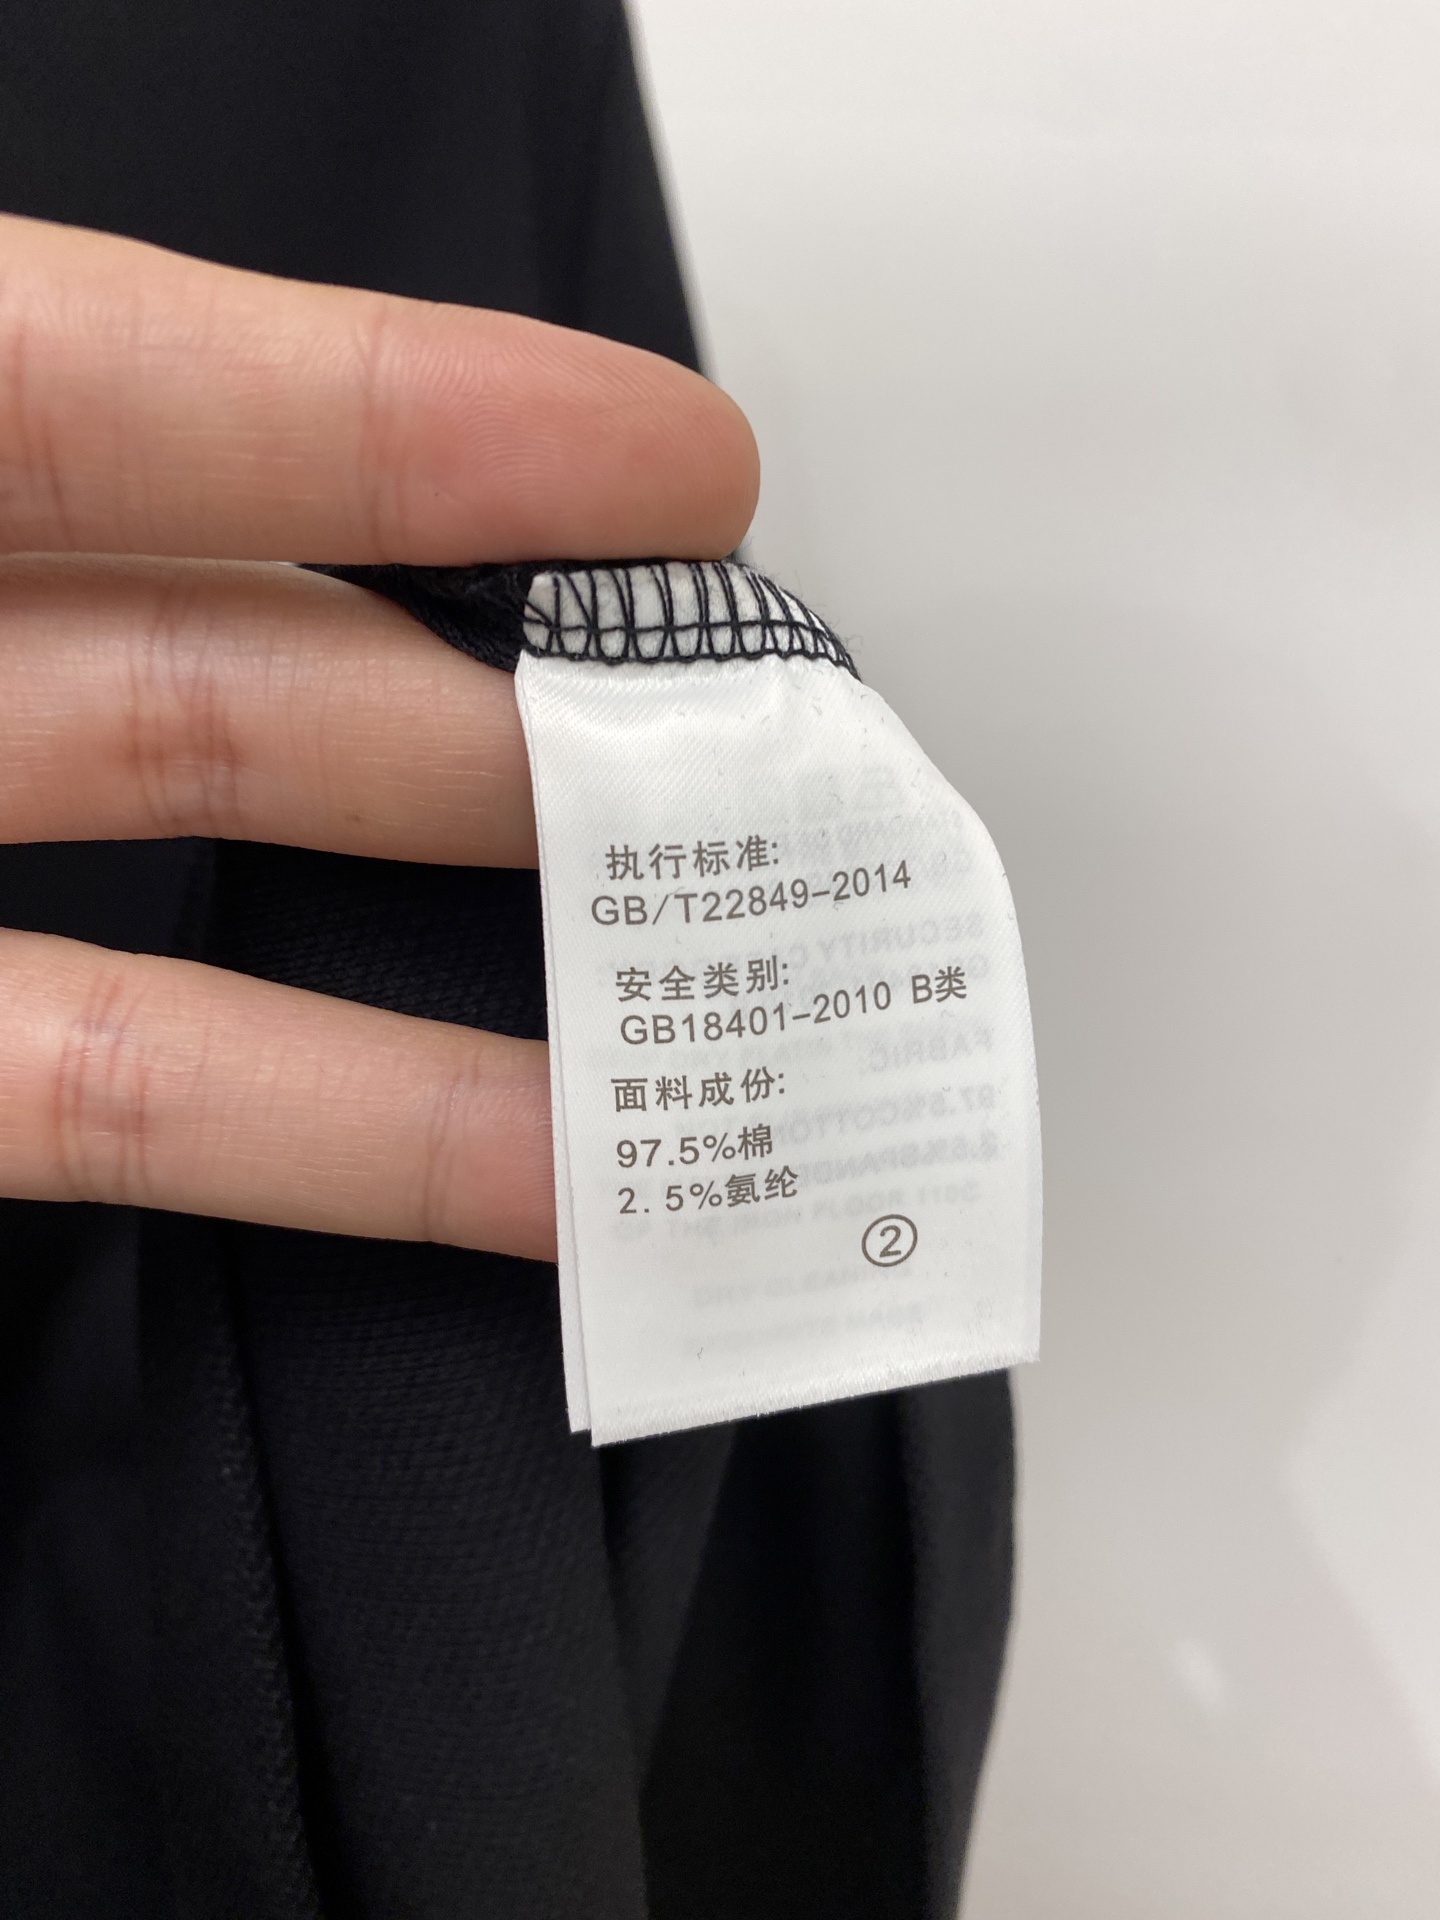 执行标准:
GB/T22849-2014
安全类别:
GB18401-2010 B类
面料成份:
97.5%棉
2.5%氨纶
②